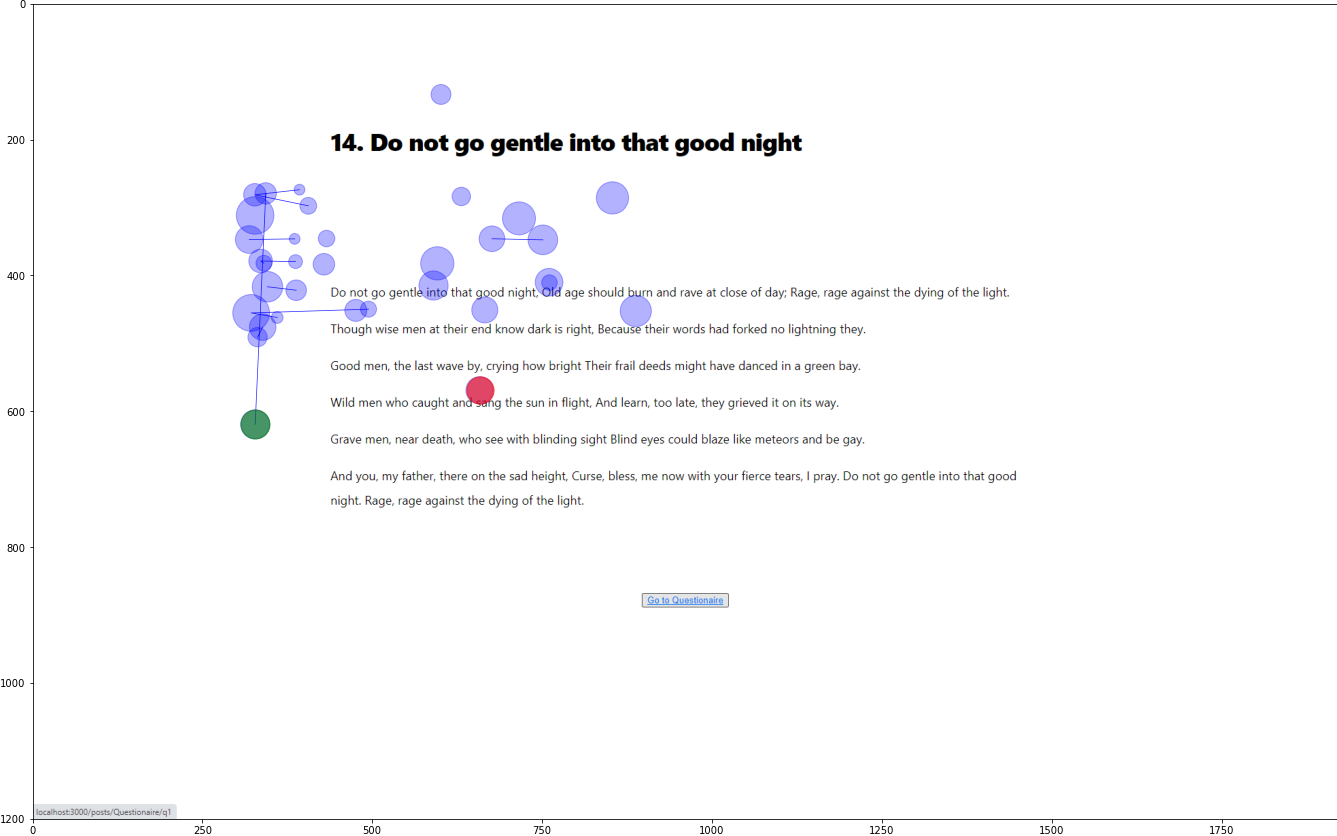 0
200
400
600
800
1000
1200
14. Do not go gentle into that good night
Do not go gentle into that good night, Old age should burn and rave at close of day; Rage, rage against the dying of the light.
Though wise men at their end know dark is right, Because their words had forked no lightning they.
Good men, the last wave by, crying how bright Their frail deeds might have danced in a green bay.
Wild men who caught and sang the sun in flight, And learn, too late, they grieved it on its way.
Grave men, near death, who see with blinding sight Blind eyes could blaze like meteors and be gay.
And you, my father, there on the sad height, Curse, bless, me now with your fierce tears, I pray. Do not go gentle into that good
night. Rage, rage against the dying of the light.
Go to Questionaire
localhost:3000/posts/Questionaire/q1
0 250 500 750 1000 1250 1500 1750